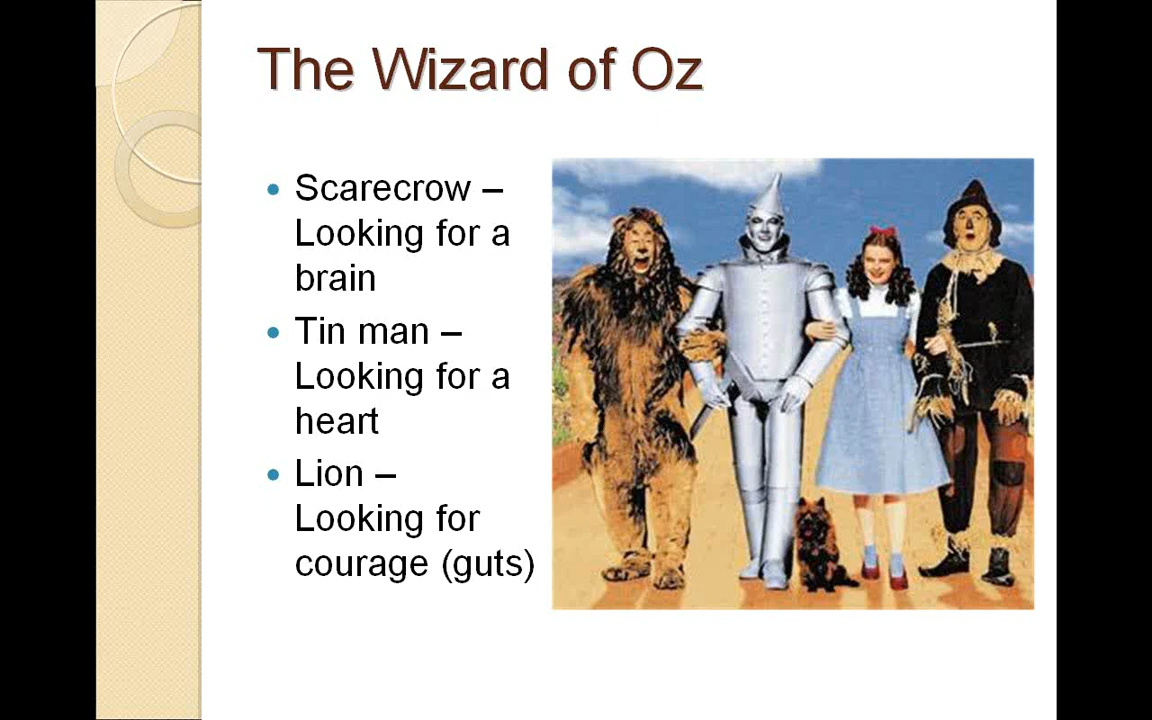 The Wizard of Oz
• Scarecrow –
Looking for a
brain
• Tin man –
Looking for a
heart
• Lion –
Looking for
courage (guts)